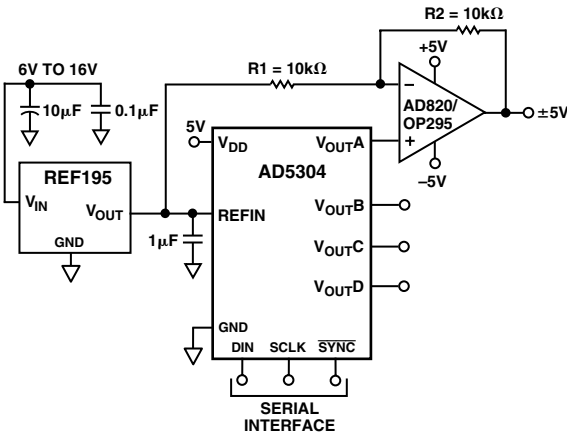 R2 = 10kΩ
6V TO 16V
R1 = 10kΩ
+5V
10μF
0.1μF
5V
VDD
VOUTA
−
+
AD820/
OP295
±5V
AD5304
−5V
REF195
VIN
VOUT
REFIN
VOUTB
GND
1μF
VOUTC
VOUTD
GND
DIN
SCLK
SYNC
SERIAL
INTERFACE